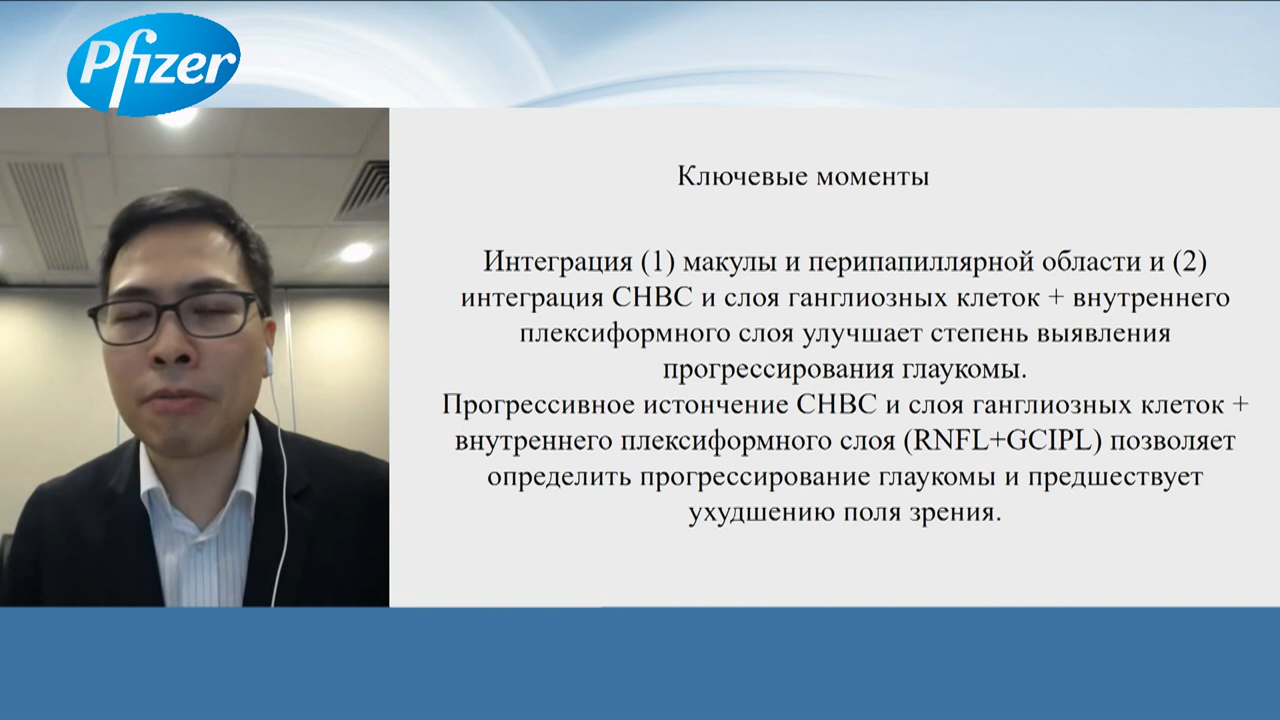 Pfizer
Ключевые моменты
Интеграция (1) макулы и перипапиллярной области и (2)
интеграция СНВС и слоя ганглиозных клеток + внутреннего
плексиформного слоя улучшает степень выявления
прогрессирования глаукомы.
Прогрессивное истончение СНВС и слоя ганглиозных клеток +
внутреннего плексиформного слоя (RNFL+GCIPL) позволяет
определить прогрессирование глаукомы и предшествует
ухудшению поля зрения.